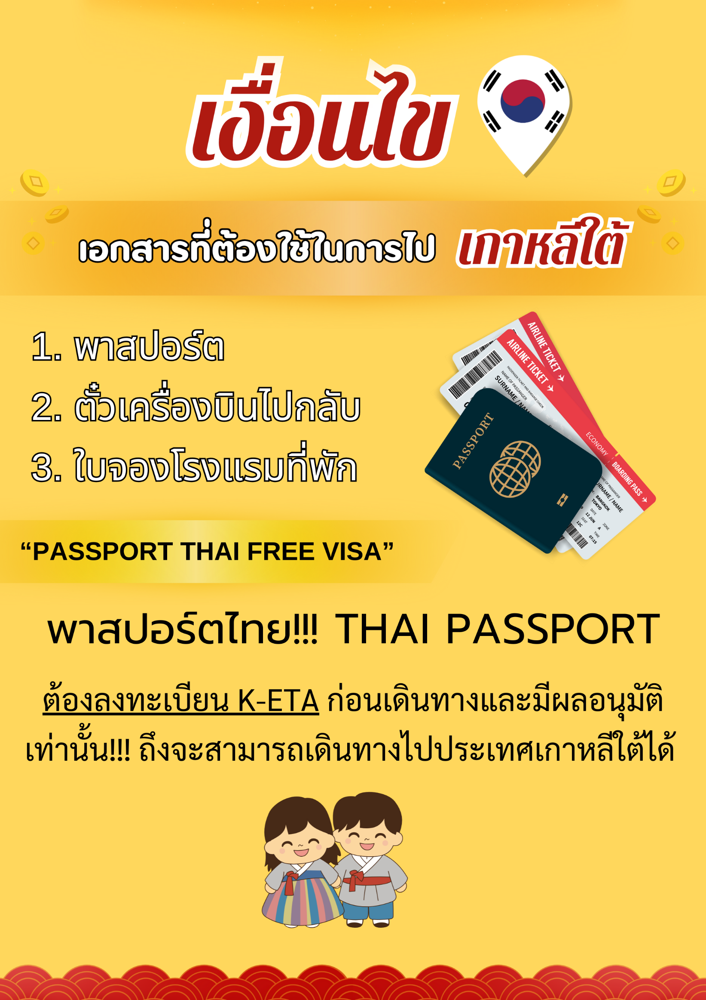 เงื่อนไข
เอกสารที่ต้องใช้ในการไป เกาหลีใต้
1. พาสปอร์ต
2. ตั๋วเครื่องบินไปกลับ
3. ใบจองโรงแรมที่พัก
AIRLINE TICKET
AIRLINE TICKET
PASSENGER TICKET AND BAGGAGE CHECK
NAME OF PASSANGER
SURNAME / NAM
PASSPORT
ECONOMY
BOARDING PASS
AME OF PASSANGER
URNAME / NAME
BANGKOK
TOKYO
DATE
ZONE
12 JUN
A
SEAT
TIME
12C
07:15
“PASSPORT THAI FREE VISA”
พาสปอร์ตไทย!!! THAI PASSPORT
ต้องลงทะเบียน K-ETA ก่อนเดินทางและมีผลอนุมัติ
เท่านั้น!!! ถึงจะสามารถเดินทางไปประเทศเกาหลีใต้ได้